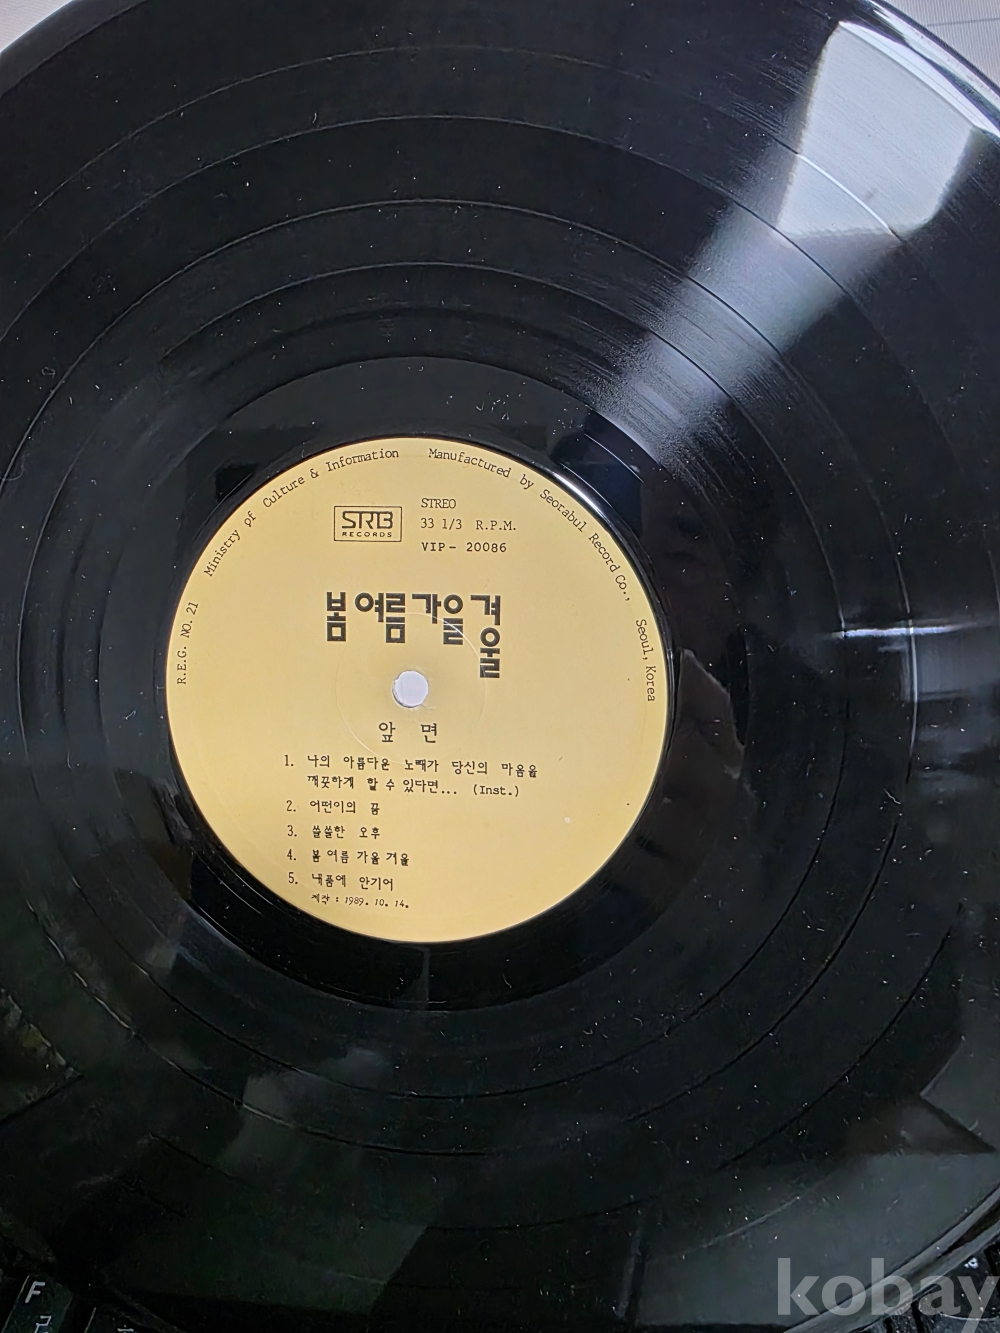 R.E.G. NO. 21 Ministry of Culture & Information Manufactured by Seorabul Record Co., Seoul, Korea
SRB
RECORDS
STREO
33 1/3 R.P.M.
VIP- 20086
봄여름가을겨울
앞 면
1. 나의 아름다운 노래가 당신의 마음을
깨끗하게 할 수 있다면... (Inst.)
2. 어떤이의 꿈
3. 쓸쓸한 오후
4. 봄 여름 가을 겨울
5. 내품에 안기어
제작 : 1989. 10. 14.
F
ㄹ
kobay